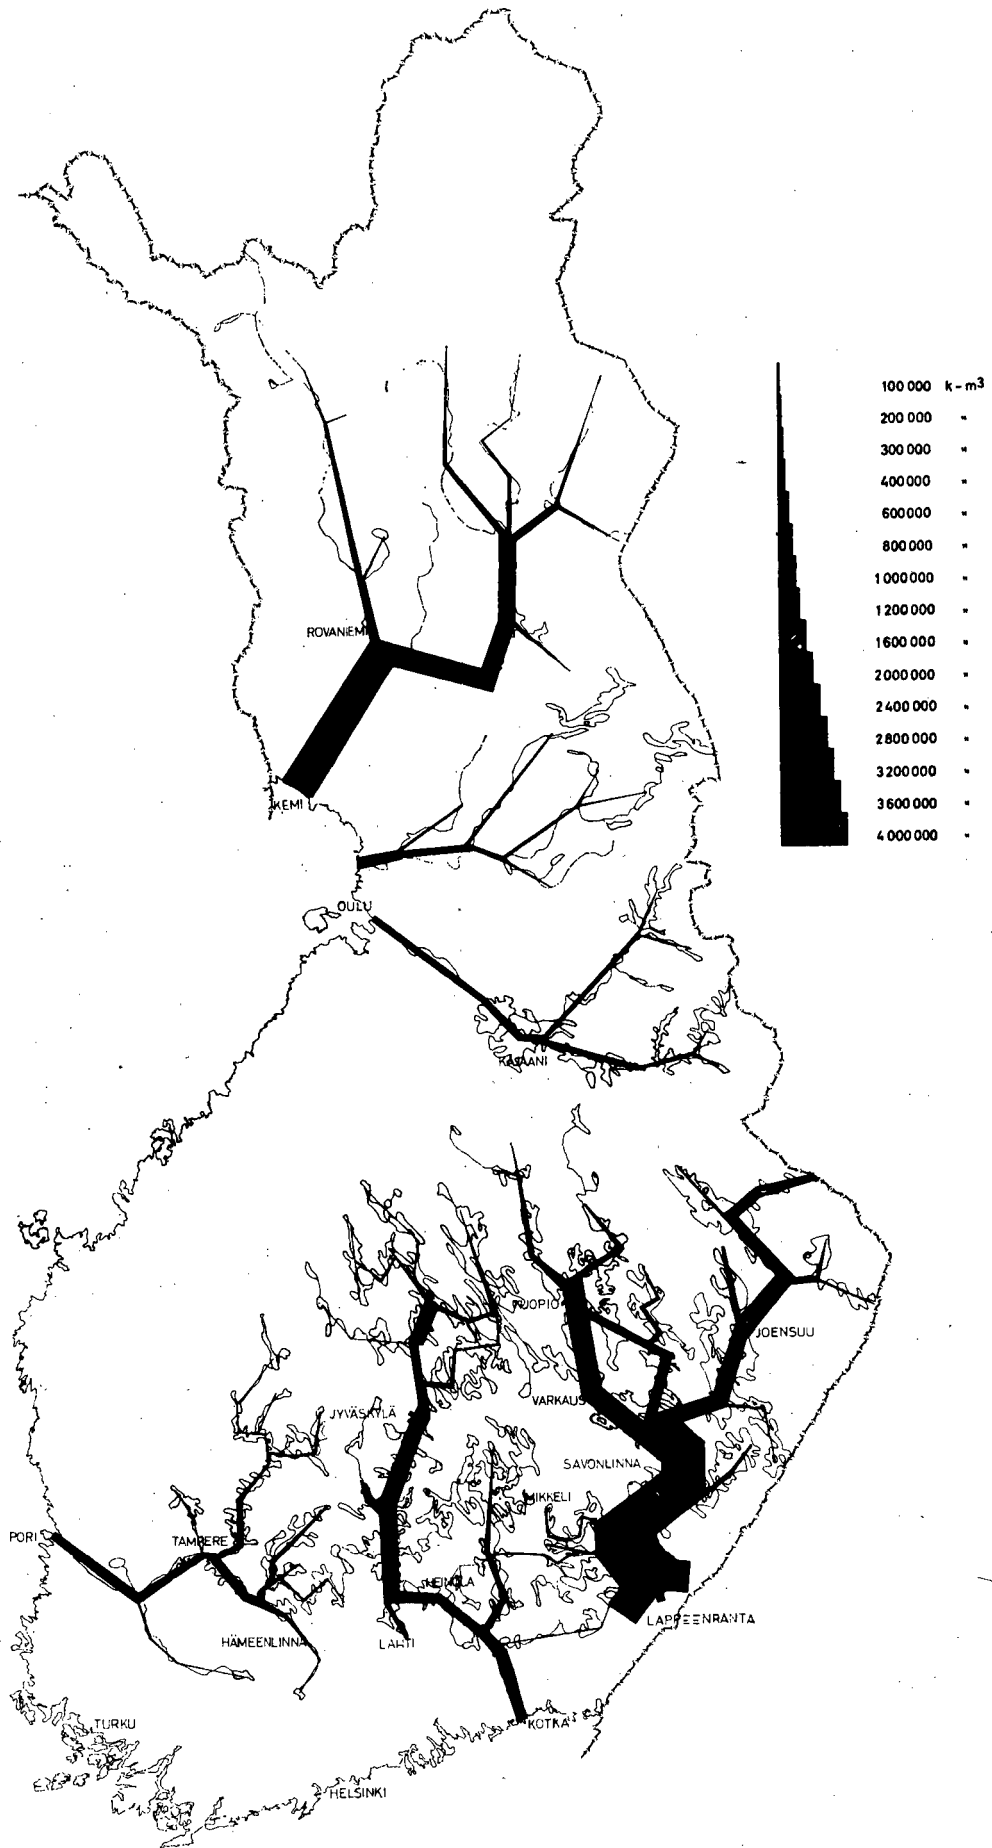 100 000 k - m³
200 000 "
300 000 "
400 000 "
600 000 "
800 000 "
1 000 000 "
1 200 000 "
1 600 000 "
2 000 000 "
2 400 000 "
2 800 000 "
3 200 000 "
3 600 000 "
4 000 000 "
ROVANIEMI
KEMI
OULU
KAJAANI
KUOPIO
JOENSUU
VARKAUS
JYVÄSKYLÄ
SAVONLINNA
MIKKELI
PORI
TAMPERE
HEINOLA
LAPPEENRANTA
HÄMEENLINNA
LAHTI
TURKU
KOTKA
HELSINKI